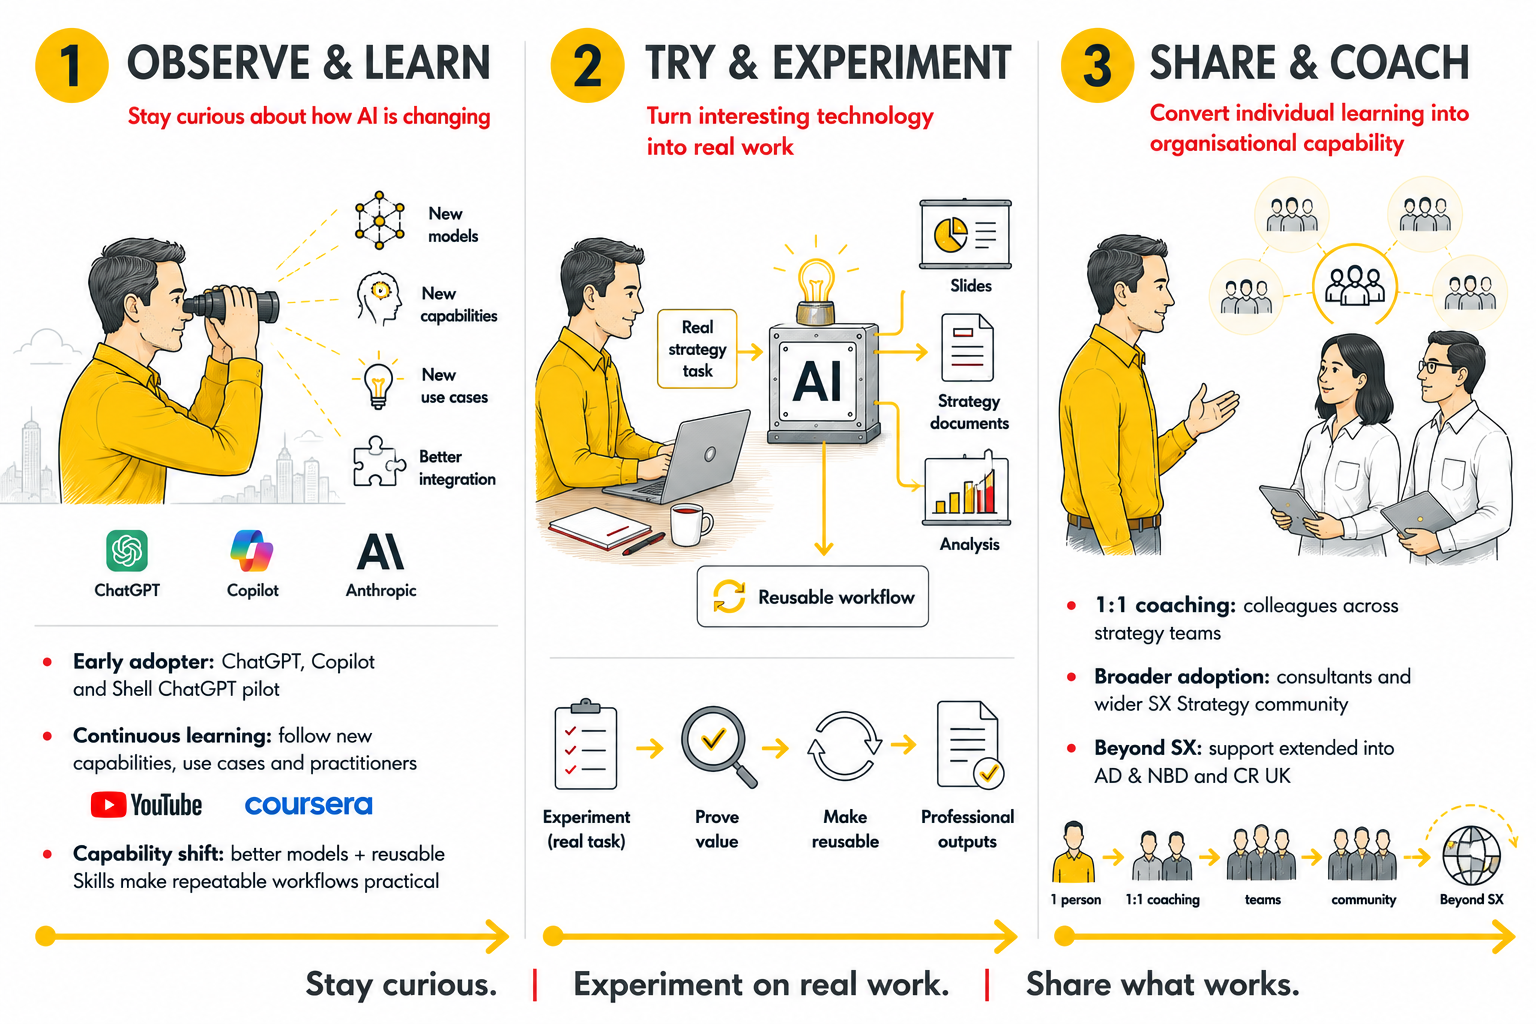 1 OBSERVE & LEARN
Stay curious about how AI is changing
New
models
New
capabilities
New
use cases
Better
integration
ChatGPT
Copilot
AI
Anthropic
• Early adopter: ChatGPT, Copilot
and Shell ChatGPT pilot
• Continuous learning: follow new
capabilities, use cases and practitioners
YouTube
coursera
• Capability shift: better models + reusable
Skills make repeatable workflows practical
2 TRY & EXPERIMENT
Turn interesting technology
into real work
Real
strategy
task
AI
Slides
Strategy
documents
Analysis
Reusable workflow
Experiment
(real task)
Prove
value
Make
reusable
Professional
outputs
3 SHARE & COACH
Convert individual learning into
organisational capability
• 1:1 coaching: colleagues across
strategy teams
• Broader adoption: consultants and
wider SX Strategy community
• Beyond SX: support extended into
AD & NBD and CR UK
1 person
1:1 coaching
teams
community
Beyond SX
Stay curious. | Experiment on real work. | Share what works.